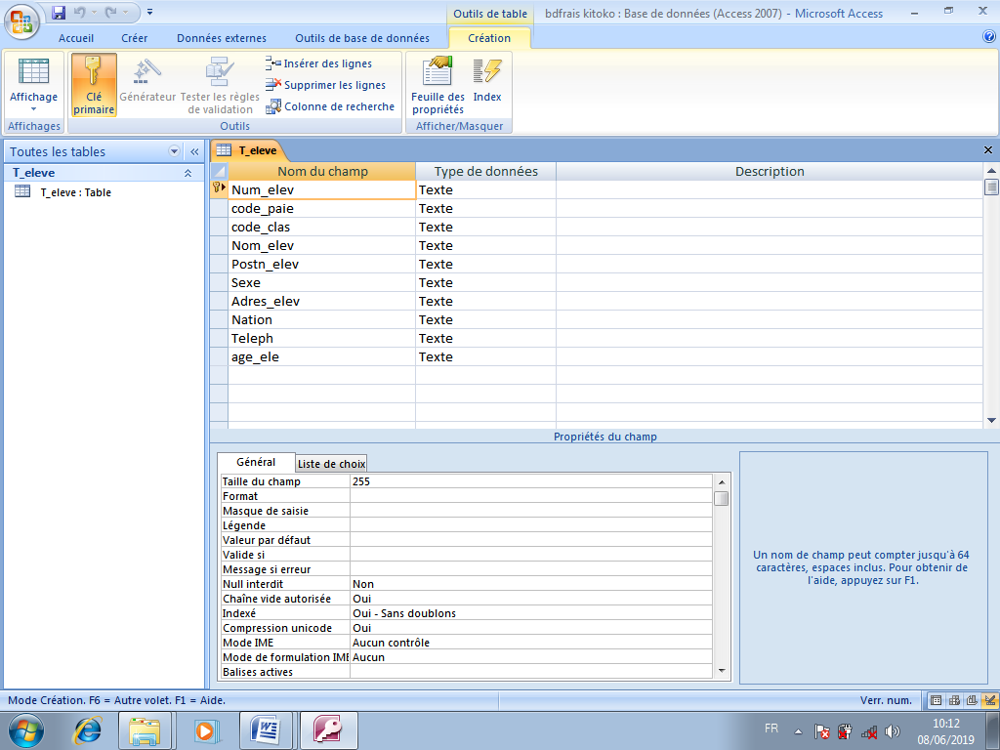 Outils de table
bdfrais kitoko : Base de données (Access 2007) - Microsoft Access
Accueil Créer Données externes Outils de base de données Création
Affichage
Clé primaire
Générateur
Tester les règles de validation
Insérer des lignes
Supprimer les lignes
Colonne de recherche
Feuille des propriétés
Index
Affichages Outils Afficher/Masquer
Toutes les tables
T_eleve
T_eleve : Table
T_eleve
Nom du champ Type de données Description
Num_elev Texte
code_paie Texte
code_clas Texte
Nom_elev Texte
Postn_elev Texte
Sexe Texte
Adres_elev Texte
Nation Texte
Teleph Texte
age_ele Texte
Propriétés du champ
Général Liste de choix
Taille du champ 255
Format
Masque de saisie
Légende
Valeur par défaut
Valide si
Message si erreur
Null interdit Non
Chaîne vide autorisée Oui
Indexé Oui - Sans doublons
Compression unicode Oui
Mode IME Aucun contrôle
Mode de formulation IME Aucun
Balises actives
Un nom de champ peut compter jusqu'à 64
caractères, espaces inclus. Pour obtenir de
l'aide, appuyez sur F1.
Mode Création. F6 = Autre volet. F1 = Aide.
Verr. num.
FR
10:12
08/06/2019